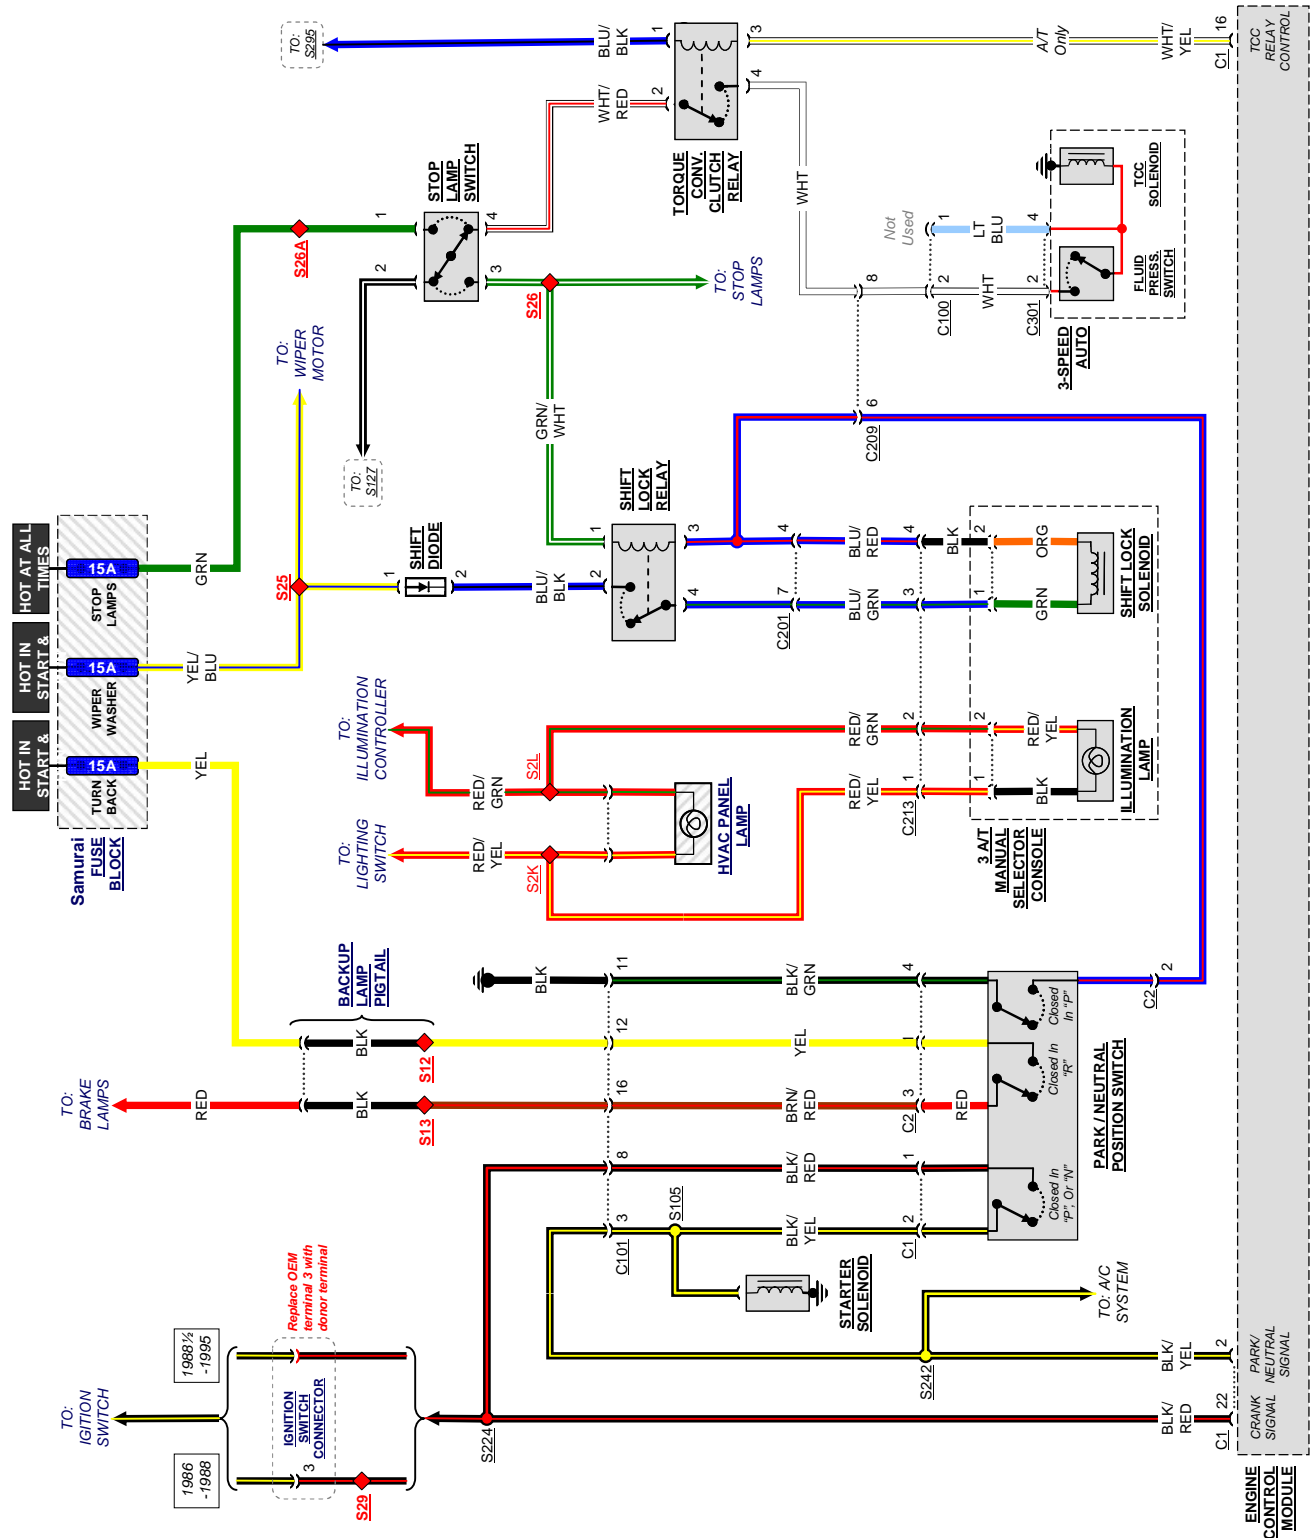 TO:
S295
BLU/
BLK
1
3
A/T
Only
WHT/
YEL
16
C1
TCC
RELAY
CONTROL
2
WHT/
RED
4
TORQUE
CONV.
CLUTCH
RELAY
WHT
STOP
LAMP
SWITCH
1
2
3
4
S26A
S26
TO:
STOP
LAMPS
Not
Used
1
LT
BLU
4
8
2
WHT
2
C100
C301
TCC
SOLENOID
FLUID
PRESS.
SWITCH
3-SPEED
AUTO
TO:
WIPER
MOTOR
TO:
S127
GRN/
WHT
6
C209
HOT AT ALL
TIMES
15A
STOP
LAMPS
GRN
S25
SHIFT
DIODE
1
2
BLU/
BLK
SHIFT
LOCK
RELAY
1
2
3
4
4
BLU/
RED
4
BLK
2
ORG
7
C201
BLU/
GRN
3
1
GRN
SHIFT LOCK
SOLENOID
HOT IN
START &
15A
WIPER
WASHER
YEL/
BLU
HOT IN
START &
15A
TURN
BACK
YEL
Samurai
FUSE
BLOCK
TO:
ILLUMINATION
CONTROLLER
RED/
GRN
S2L
RED/
GRN
2
2
RED/
YEL
TO:
LIGHTING
SWITCH
RED/
YEL
S2K
HVAC PANEL
LAMP
RED/
YEL
1
C213
1
BLK
ILLUMINATION
LAMP
3 A/T
MANUAL
SELECTOR
CONSOLE
BACKUP
LAMP
PIGTAIL
BLK
11
BLK/
GRN
4
Closed
In “P”
2
C2
BLK
S12
12
YEL
1
Closed In
“R”
TO:
BRAKE
LAMPS
RED
BLK
S13
16
BRN/
RED
3
C2
RED
PARK / NEUTRAL
POSITION SWITCH
8
BLK/
RED
1
Closed In
“P”, Or “N”
3
C101
S105
BLK/
YEL
2
C1
STARTER
SOLENOID
TO: A/C
SYSTEM
S242
BLK/
YEL
2
PARK/
NEUTRAL
SIGNAL
Replace OEM
terminal 3 with
donor terminal
1988½
-1995
TO:
IGITION
SWITCH
IGNITION
SWITCH
CONNECTOR
3
1986
-1988
S29
S224
BLK/
RED
22
C1
CRANK
SIGNAL
ENGINE
CONTROL
MODULE